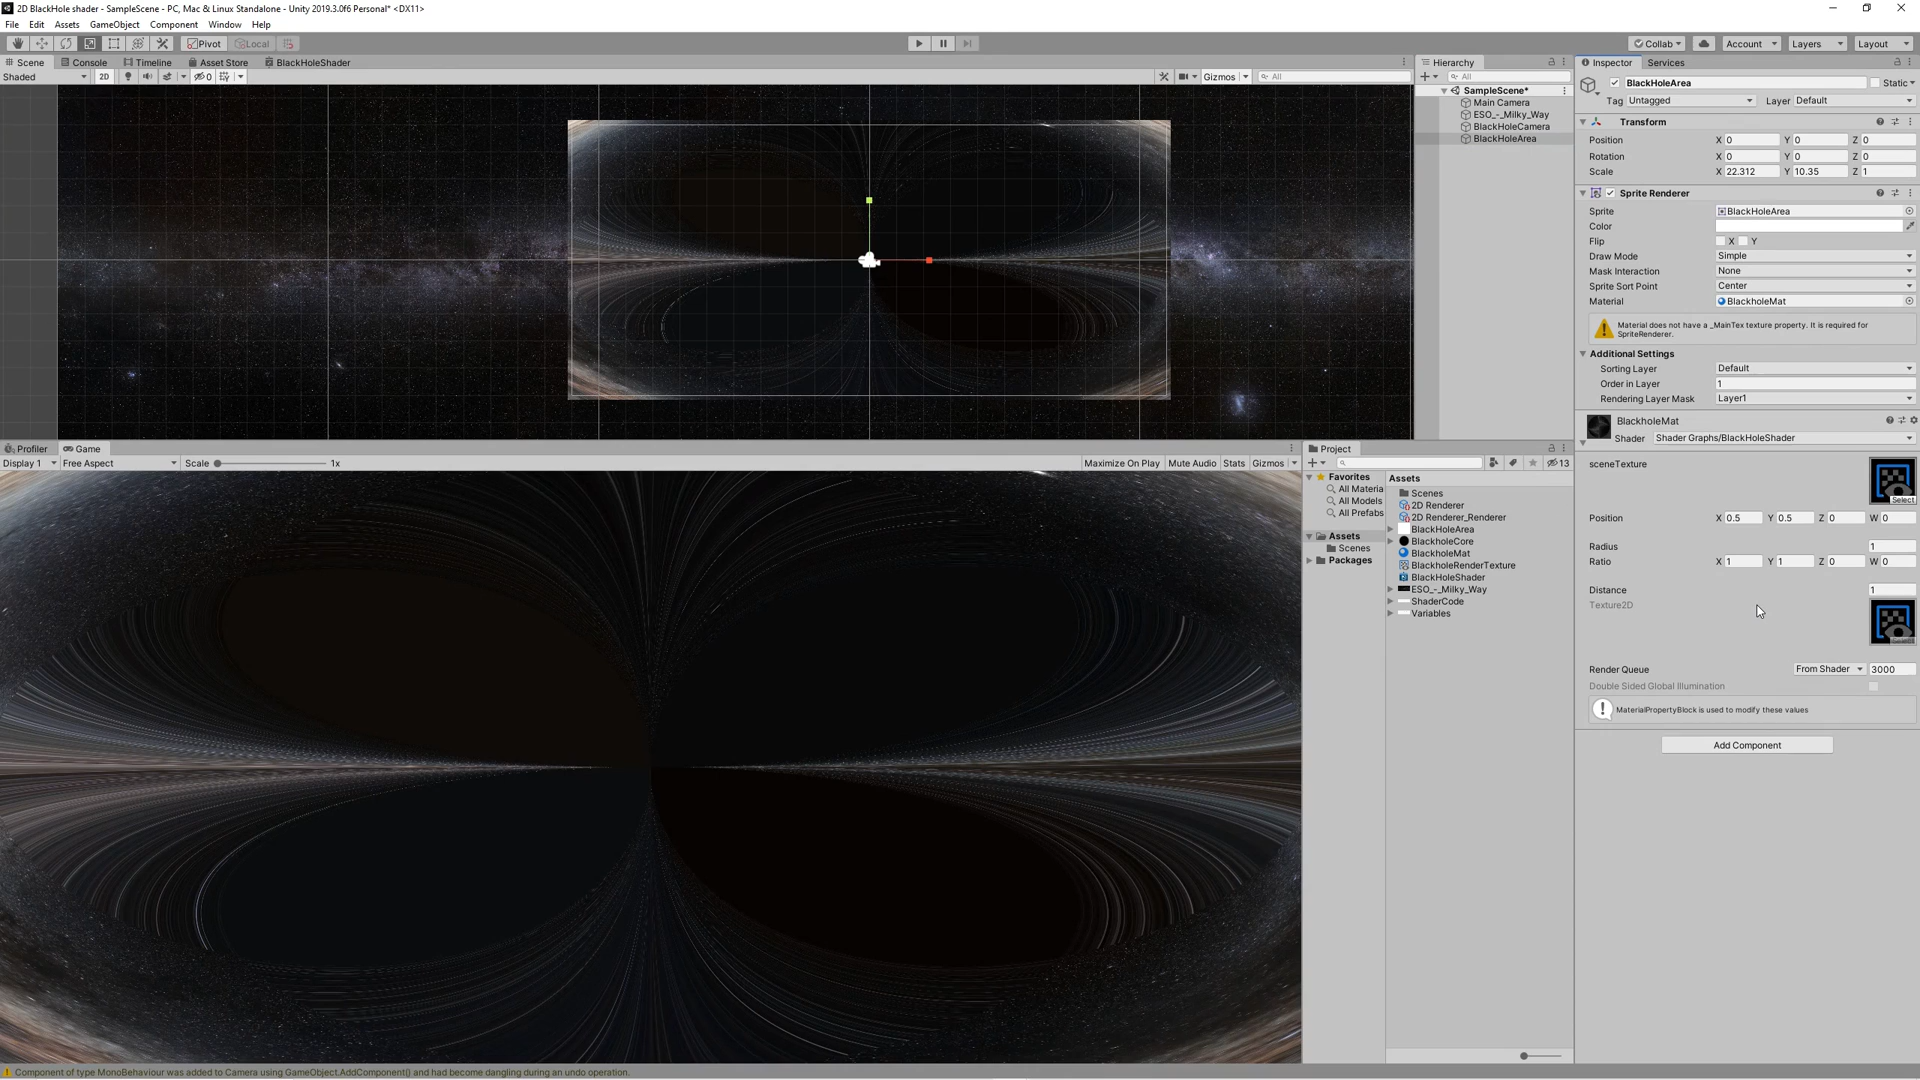 2D BlackHole shader - SampleScene - PC, Mac & Linux Standalone - Unity 2019.3.0f6 Personal* <DX11>
File Edit Assets GameObject Component Window Help
Pivot Local Collab Account Layers Layout
Scene Console Timeline Asset Store BlackHoleShader
Shaded 2D 0 Gizmos All
Hierarchy
All
SampleScene*
Main Camera
ESO_-_Milky_Way
BlackHoleCamera
BlackHoleArea
Inspector Services
BlackHoleArea Static
Tag Untagged Layer Default
Transform
Position X 0 Y 0 Z 0
Rotation X 0 Y 0 Z 0
Scale X 22.312 Y 10.35 Z 1
Sprite Renderer
Sprite BlackHoleArea
Color
Flip X Y
Draw Mode Simple
Mask Interaction None
Sprite Sort Point Center
Material BlackholeMat
Material does not have a _MainTex texture property. It is required for
SpriteRenderer.
Additional Settings
Sorting Layer Default
Order in Layer 1
Rendering Layer Mask Layer1
BlackholeMat
Shader Shader Graphs/BlackHoleShader
sceneTexture
Select
Position X 0.5 Y 0.5 Z 0 W 0
Radius 1
Ratio X 1 Y 1 Z 0 W 0
Distance 1
Texture2D
Select
Render Queue From Shader 3000
Double Sided Global Illumination
MaterialPropertyBlock is used to modify these values
Add Component
Profiler Game
Display 1 Free Aspect Scale 1x Maximize On Play Mute Audio Stats Gizmos
Project
13
Favorites
All Materia
All Models
All Prefabs
Assets
Scenes
Packages
Assets
Scenes
2D Renderer
2D Renderer_Renderer
BlackHoleArea
BlackholeCore
BlackholeMat
BlackholeRenderTexture
BlackHoleShader
ESO_-_Milky_Way
ShaderCode
Variables
Component of type MonoBehaviour was added to Camera using GameObject.AddComponent() and had become dangling during an undo operation.